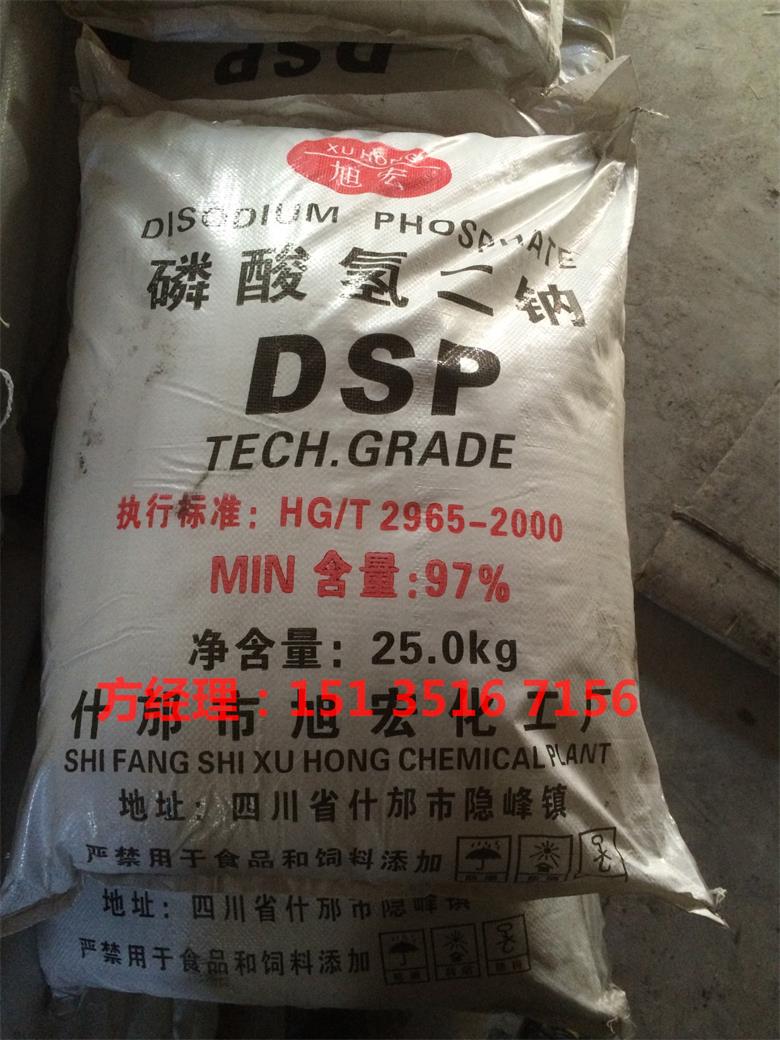 DSP
XU HONG
旭宏
DISODIUM PHOSPHATE
磷酸氢二钠
DSP
TECH.GRADE
执行标准：HG/T 2965-2000
MIN 含量:97%
净含量：25.0kg
方经理：151 3516 7156
什邡市旭宏化工厂
SHI FANG SHI XU HONG CHEMICAL PLANT
地址：四川省什邡市隐峰镇
严禁用于食品和饲料添加
地址：四川省什邡市隐峰镇
严禁用于食品和饲料添加